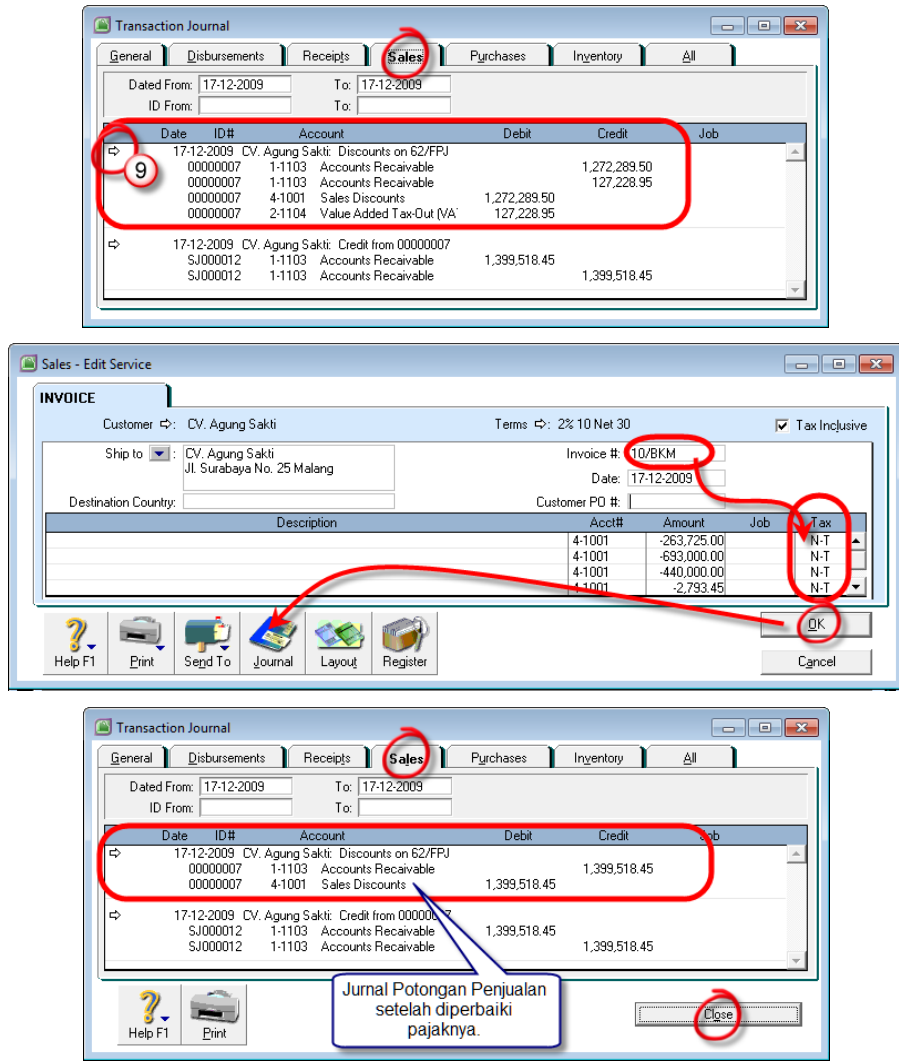 Transaction Journal
General Disbursements Receipts Sales Purchases Inventory All
Dated From: 17-12-2009 To: 17-12-2009
ID From: To:
Date ID# Account Debit Credit Job
17-12-2009 CV. Agung Sakti: Discounts on 62/FPJ
00000007 1-1103 Accounts Recaivable 1,272,289.50
00000007 1-1103 Accounts Recaivable 127,228.95
00000007 4-1001 Sales Discounts 1,272,289.50
00000007 2-1104 Value Added Tax-Out (VA 127,228.95
9
17-12-2009 CV. Agung Sakti: Credit from 00000007
SJ000012 1-1103 Accounts Recaivable 1,399,518.45
SJ000012 1-1103 Accounts Recaivable 1,399,518.45
Sales - Edit Service
INVOICE
Customer : CV. Agung Sakti Terms : 2% 10 Net 30 Tax Inclusive
Ship to : CV. Agung Sakti Invoice #: 10/BKM
Jl. Surabaya No. 25 Malang
Date: 17-12-2009
Destination Country: Customer PO #:
Description Acct# Amount Job Tax
4-1001 -263,725.00 N-T
4-1001 -693,000.00 N-T
4-1001 -440,000.00 N-T
4-1001 -2,793.45 N-T
OK
Help F1 Print Send To Journal Layout Register
Cancel
Transaction Journal
General Disbursements Receipts Sales Purchases Inventory All
Dated From: 17-12-2009 To: 17-12-2009
ID From: To:
Date ID# Account Debit Credit Job
17-12-2009 CV. Agung Sakti: Discounts on 62/FPJ
00000007 1-1103 Accounts Recaivable 1,399,518.45
00000007 4-1001 Sales Discounts 1,399,518.45
17-12-2009 CV. Agung Sakti: Credit from 00000007
SJ000012 1-1103 Accounts Recaivable 1,399,518.45
SJ000012 1-1103 Accounts Recaivable 1,399,518.45
Jurnal Potongan Penjualan
setelah diperbaiki
pajaknya.
Help F1 Print Close